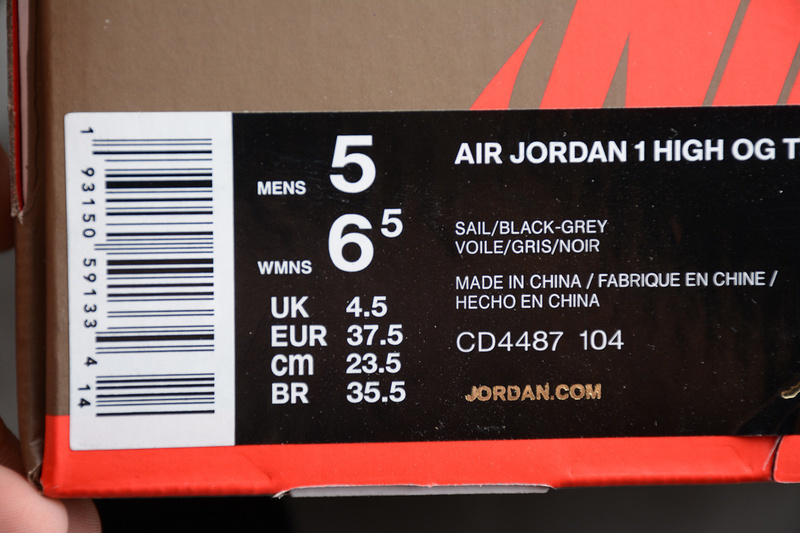 1 93150 59133 4 14
MENS 5
WMNS 6 5
UK 4.5
EUR 37.5
cm 23.5
BR 35.5
AIR JORDAN 1 HIGH OG T
SAIL/BLACK-GREY
VOILE/GRIS/NOIR
MADE IN CHINA / FABRIQUE EN CHINE /
HECHO EN CHINA
CD4487 104
JORDAN.COM